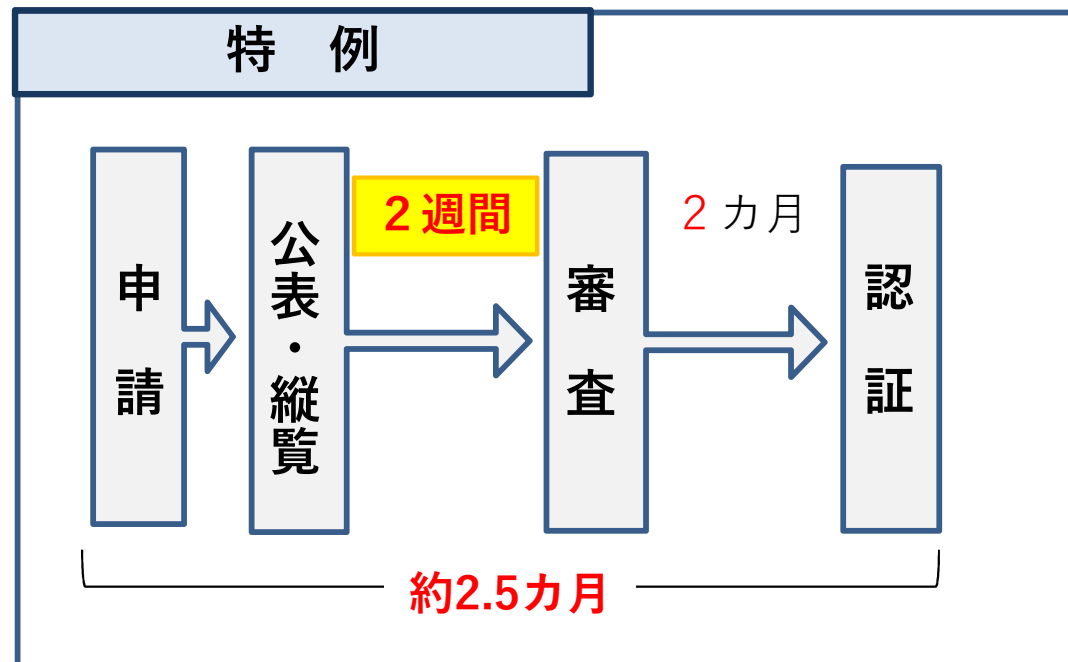 特　例
申請
公表・縦覧
２週間
審査
２カ月
認証
約2.5カ月